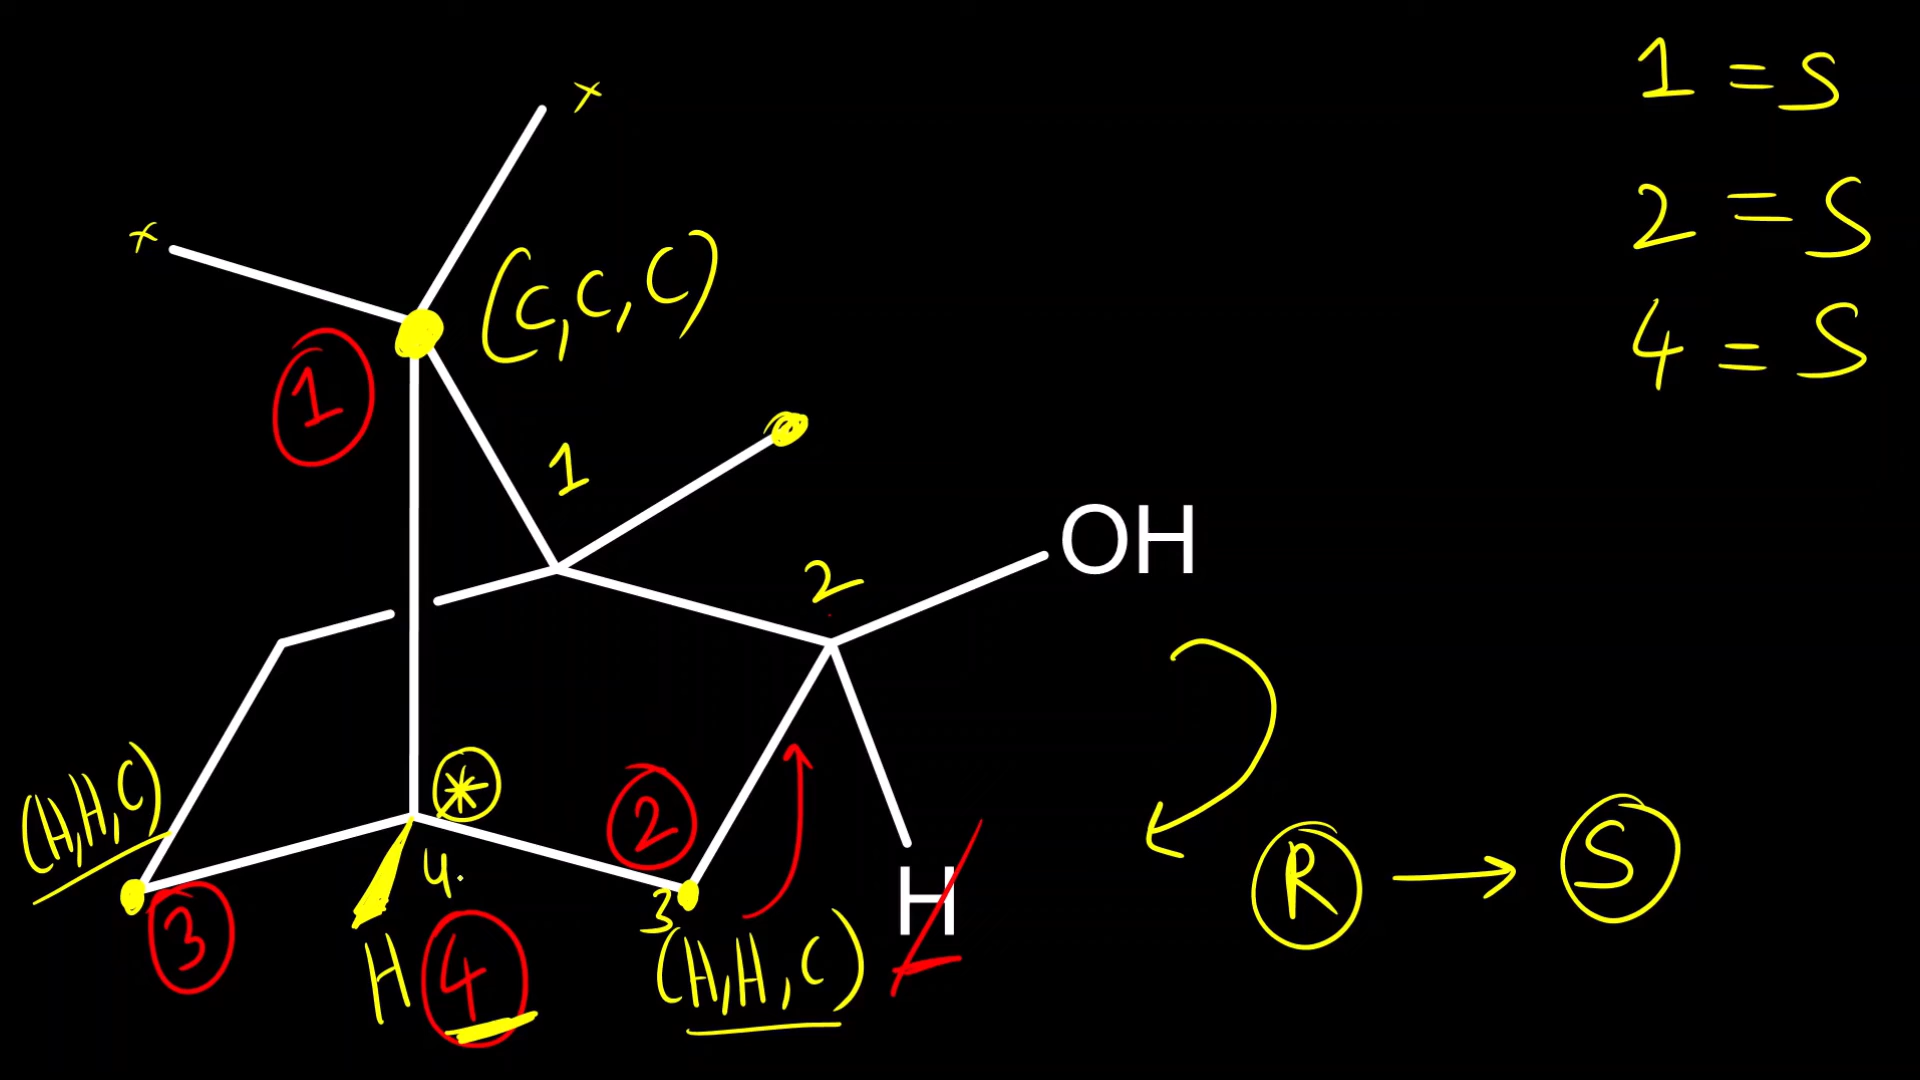 1 = S
2 = S
4 = S
x
x
(C, C, C)
1
1
2
OH
(H,H,C)
*
2
3
4.
3
H
4
(H,H,C)
H
R → S